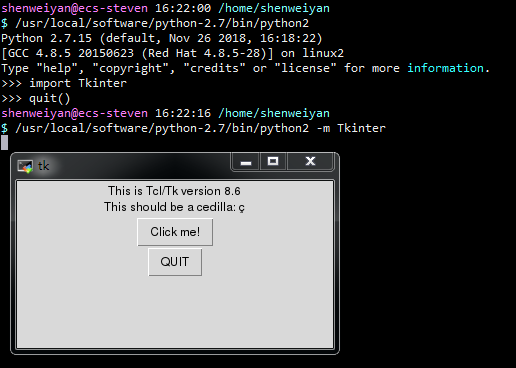 shenweiyan@ecs-steven 16:22:00 /home/shenweiyan
$ /usr/local/software/python-2.7/bin/python2
Python 2.7.15 (default, Nov 26 2018, 16:18:22)
[GCC 4.8.5 20150623 (Red Hat 4.8.5-28)] on linux2
Type "help", "copyright", "credits" or "license" for more information.
>>> import Tkinter
>>> quit()
shenweiyan@ecs-steven 16:22:16 /home/shenweiyan
$ /usr/local/software/python-2.7/bin/python2 -m Tkinter
tk
This is Tcl/Tk version 8.6
This should be a cedilla: ç
Click me!
QUIT